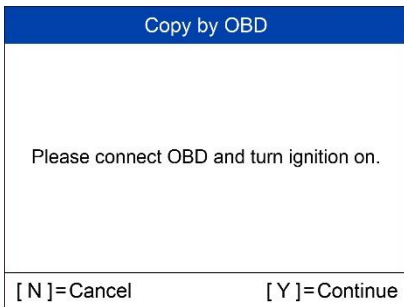 Copy by OBD
Please connect OBD and turn ignition on.
[ N ]=Cancel [ Y ]=Continue